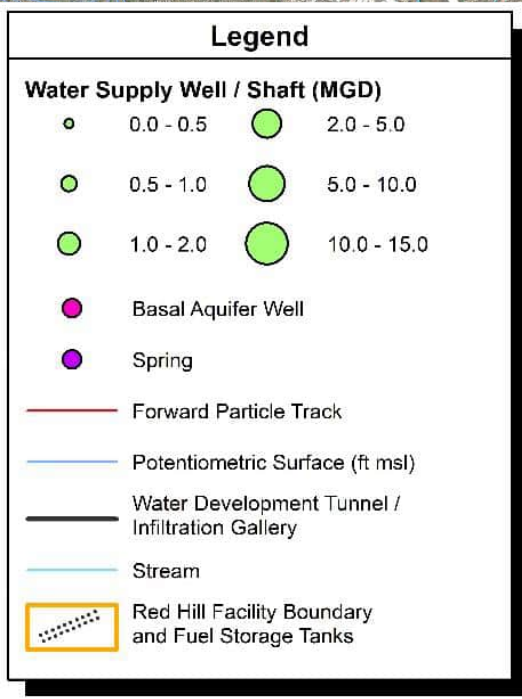 Legend
Water Supply Well / Shaft (MGD)
0.0 - 0.5 2.0 - 5.0
0.5 - 1.0 5.0 - 10.0
1.0 - 2.0 10.0 - 15.0
Basal Aquifer Well
Spring
Forward Particle Track
Potentiometric Surface (ft msl)
Water Development Tunnel /
Infiltration Gallery
Stream
Red Hill Facility Boundary
and Fuel Storage Tanks